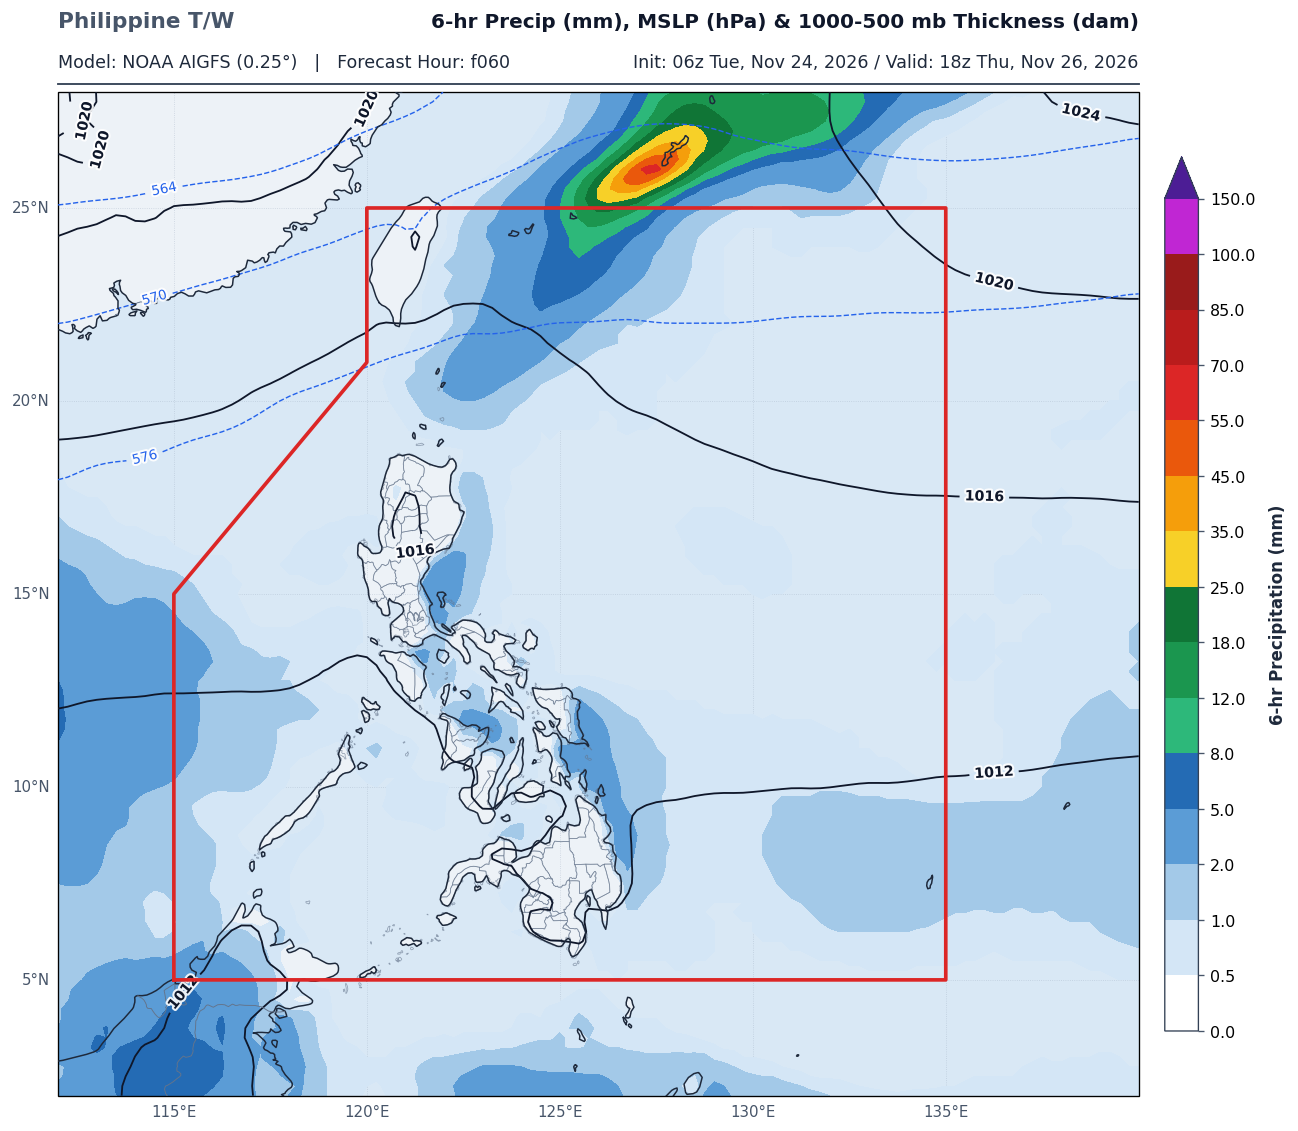 Philippine T/W
6-hr Precip (mm), MSLP (hPa) & 1000-500 mb Thickness (dam)
Model: NOAA AIGFS (0.25°) | Forecast Hour: f060
Init: 06z Tue, Nov 24, 2026 / Valid: 18z Thu, Nov 26, 2026
1020
1020
1020
1024
564
25°N
150.0
100.0
570
1020
85.0
70.0
20°N
55.0
576
45.0
1016
35.0
1016
15°N
25.0
18.0
12.0
8.0
10°N
1012
5.0
2.0
1.0
5°N
1012
0.5
0.0
6-hr Precipitation (mm)
115°E
120°E
125°E
130°E
135°E